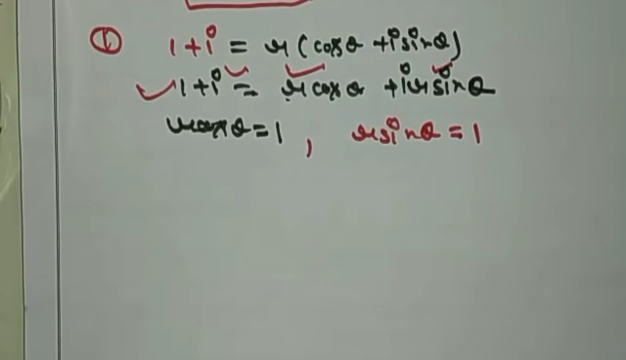 ① 1+i = r(cosθ + i sinθ)
1+i = r cosθ + i r sinθ
r cosθ = 1 , r sinθ = 1